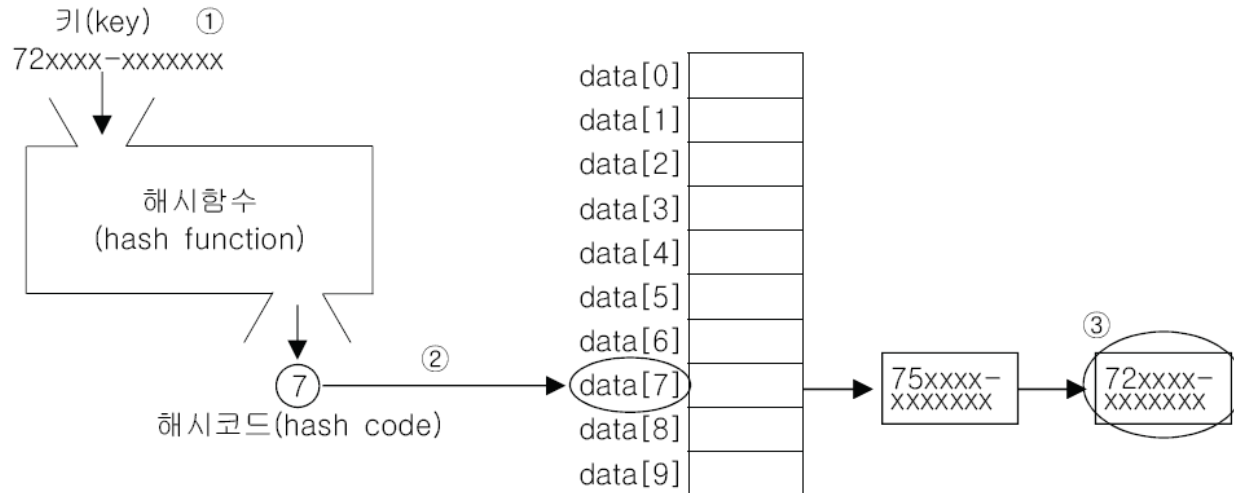 키(key) ①
72xxxx-xxxxxxx
해시함수
(hash function)
7
해시코드(hash code)
②
data[0]
data[1]
data[2]
data[3]
data[4]
data[5]
data[6]
data[7]
data[8]
data[9]
75xxxx-
xxxxxxx
③
72xxxx-
xxxxxxx